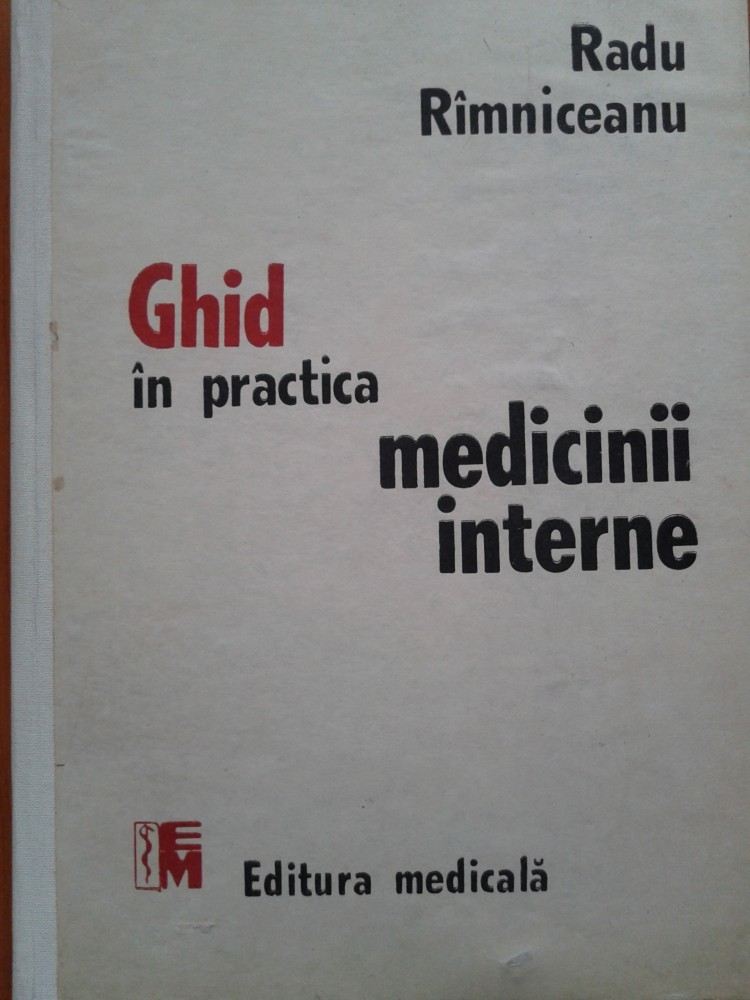 Radu
Rîmniceanu
Ghid
în practica
medicinii
interne
EM
Editura medicală